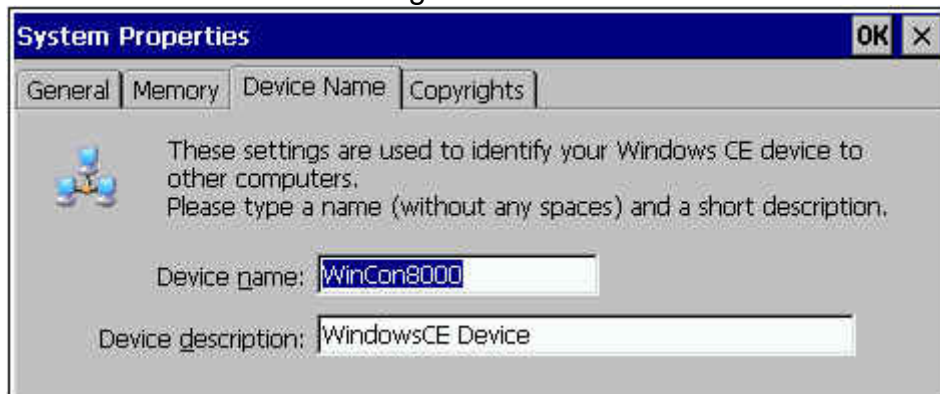 System Properties OK ×
General Memory Device Name Copyrights
These settings are used to identify your Windows CE device to
other computers.
Please type a name (without any spaces) and a short description.
Device name: WinCon8000
Device description: WindowsCE Device